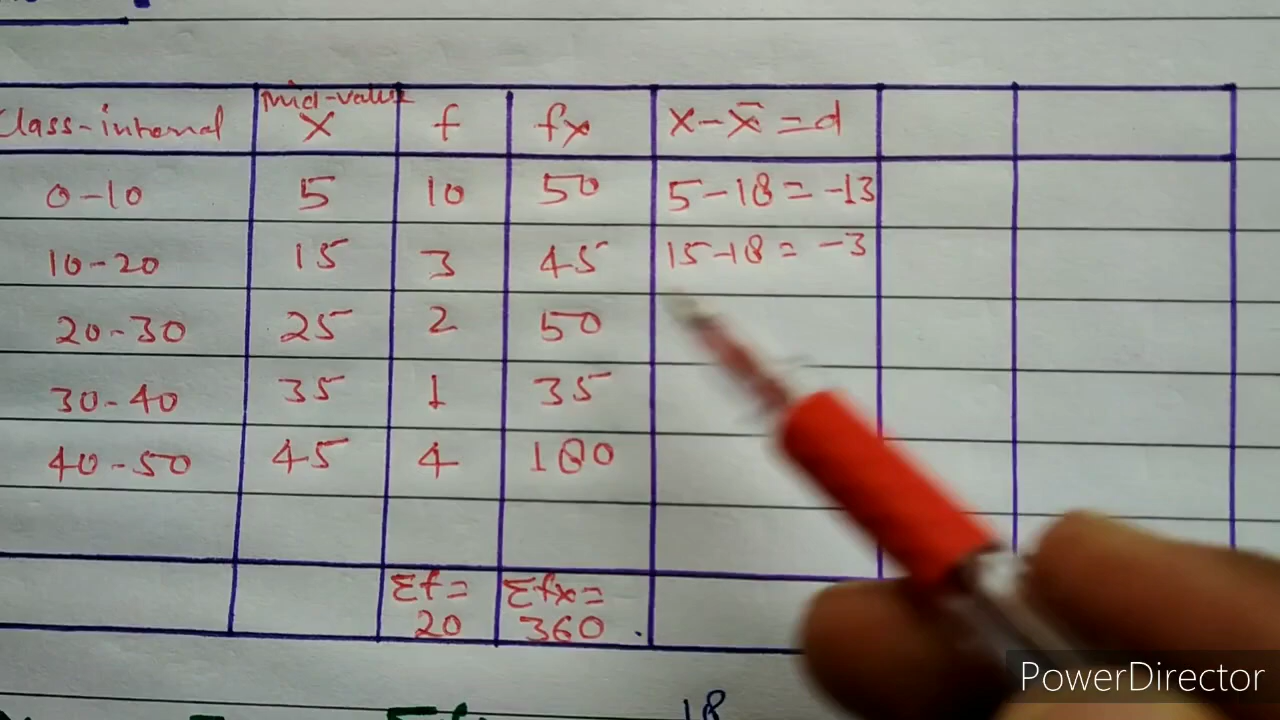 Class-interval Mid-value X f fx x-x̄=d
0-10 5 10 50 5-18=-13
10-20 15 3 45 15-18=-3
20-30 25 2 50
30-40 35 1 35
40-50 45 4 180
Σf= Σfx=
20 360.
18
PowerDirector